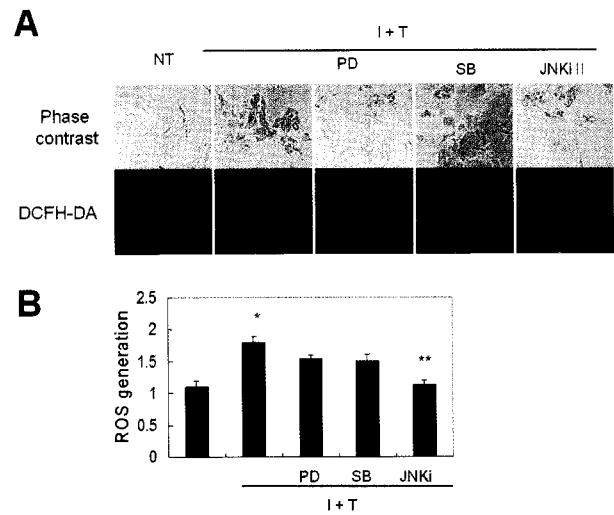 A
I + T
NT
PD
SB
JNKi III
Phase
contrast
DCFH-DA
B
ROS generation
2.5
2
1.5
1
0.5
0
*
**
PD
SB
JNKi
I + T